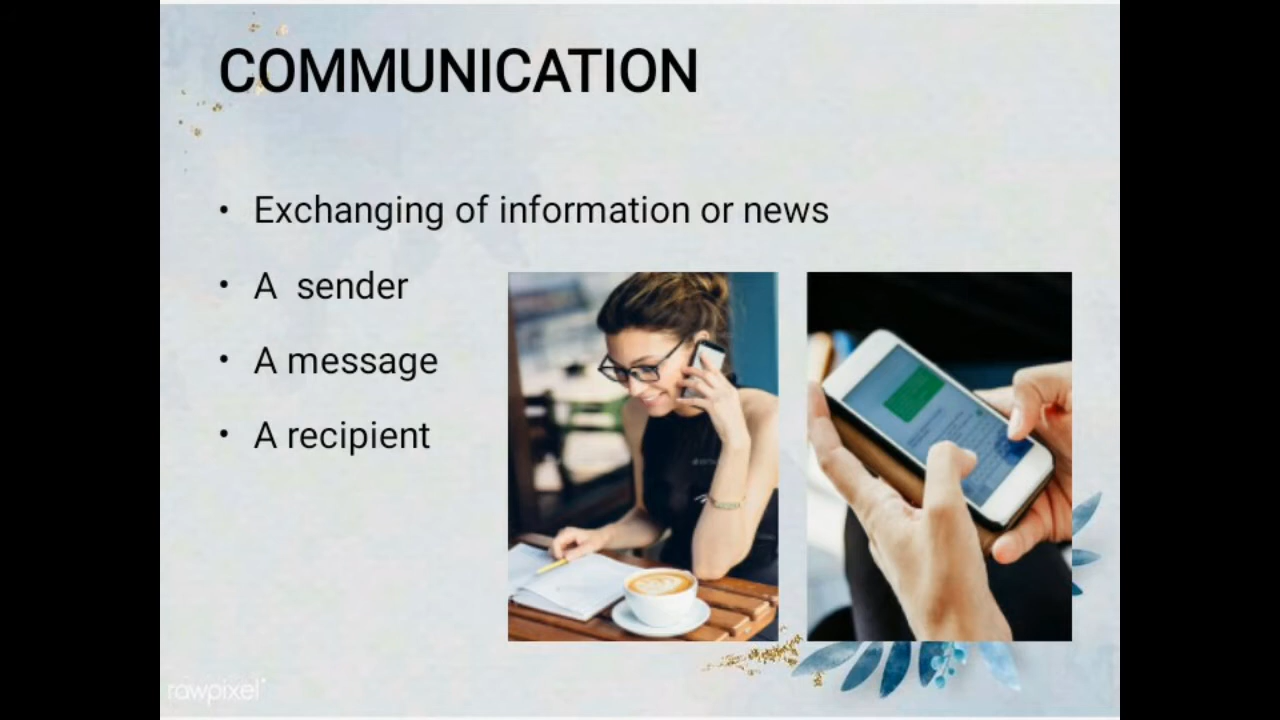 COMMUNICATION
• Exchanging of information or news
• A sender
• A message
• A recipient
rawpixel